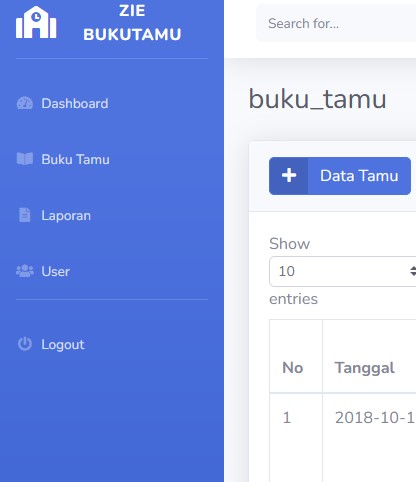 ZIE
BUKUTAMU
Dashboard
Buku Tamu
Laporan
User
Logout
Search for...
buku_tamu
Data Tamu
Show
10
entries
No Tanggal
1 2018-10-1